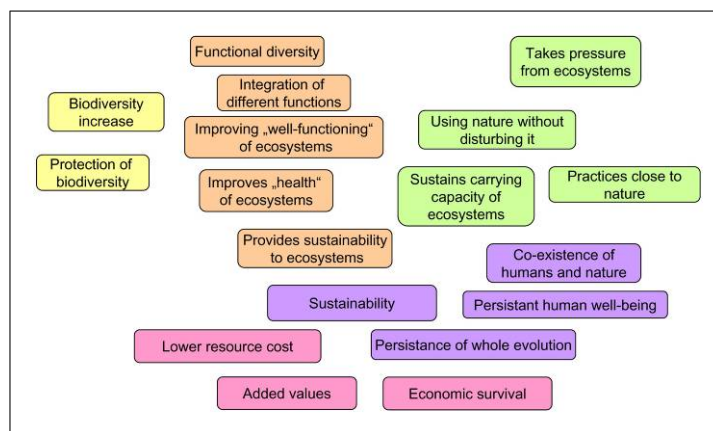 Functional diversity
Takes pressure
from ecosystems
Integration of
different functions
Biodiversity
increase
Improving „well-functioning“
of ecosystems
Using nature without
disturbing it
Protection of
biodiversity
Improves „health“
of ecosystems
Sustains carrying
capacity of
ecosystems
Practices close to
nature
Provides sustainability
to ecosystems
Co-existence of
humans and nature
Sustainability
Persistant human well-being
Lower resource cost
Persistance of whole evolution
Added values
Economic survival